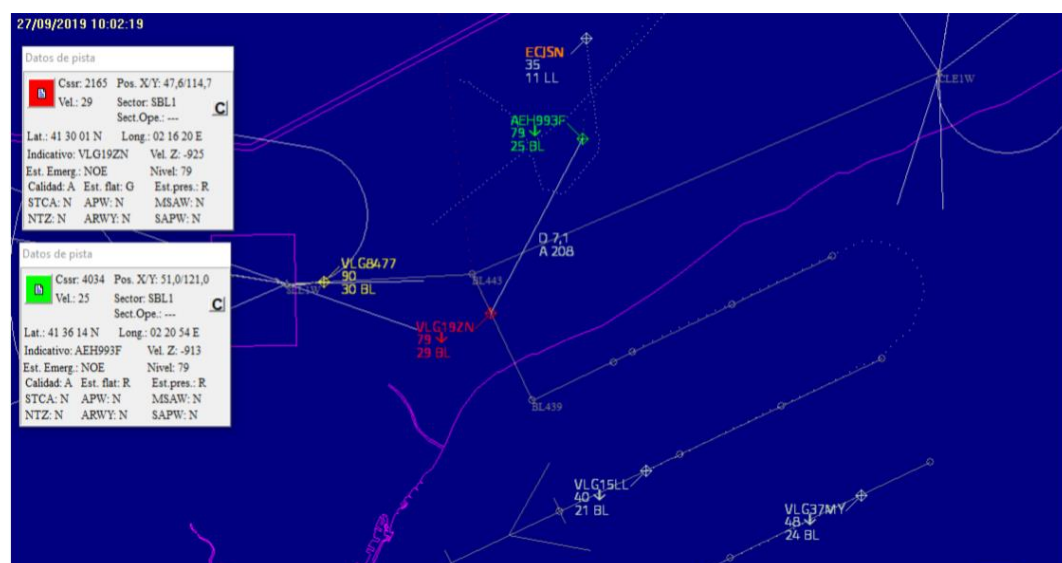 27/09/2019 10:02:19
Datos de pista
Cssr: 2165 Pos. X/Y: 47,6/114,7
Vel.: 29 Sector: SBL1
Sect.Ope.: ---
C
Lat.: 41 30 01 N Long.: 02 16 20 E
Indicativo: VLG19ZN Vel. Z: -925
Est. Emerg.: NOE Nivel: 79
Calidad: A Est. flat: G Est.pres.: R
STCA: N APW: N MSAW: N
NTZ: N ARWY: N SAPW: N
Datos de pista
Cssr: 4034 Pos. X/Y: 51,0/121,0
Vel.: 25 Sector: SBL1
Sect.Ope.: ---
C
Lat.: 41 36 14 N Long.: 02 20 54 E
Indicativo: AEH993F Vel. Z: -913
Est. Emerg.: NOE Nivel: 79
Calidad: A Est. flat: R Est.pres.: R
STCA: N APW: N MSAW: N
NTZ: N ARWY: N SAPW: N
ECJSN
35
11 LL
AEH993F
79↓
25 BL
CLE1W
D 7,1
A 208
VLG8477
90
30 BL
BL443
VLG19ZN
79↓
29 BL
BL439
VLG15LL
40↓
21 BL
VLG37MY
48↓
24 BL